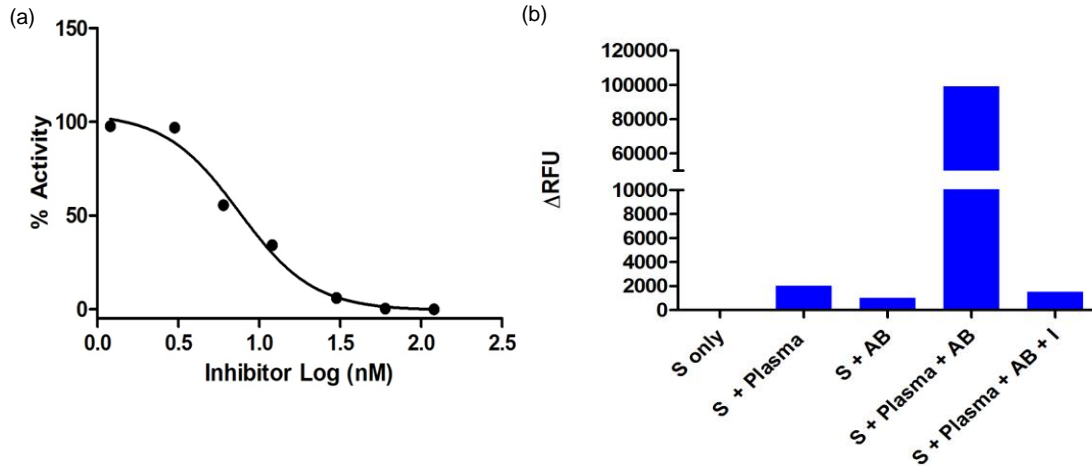 (a)
150
100
50
0
% Activity
0.0 0.5 1.0 1.5 2.0 2.5
Inhibitor Log (nM)
(b)
120000
100000
80000
60000
10000
8000
6000
4000
2000
0
ΔRFU
S only
S + Plasma
S + AB
S + Plasma + AB
S + Plasma + AB + I